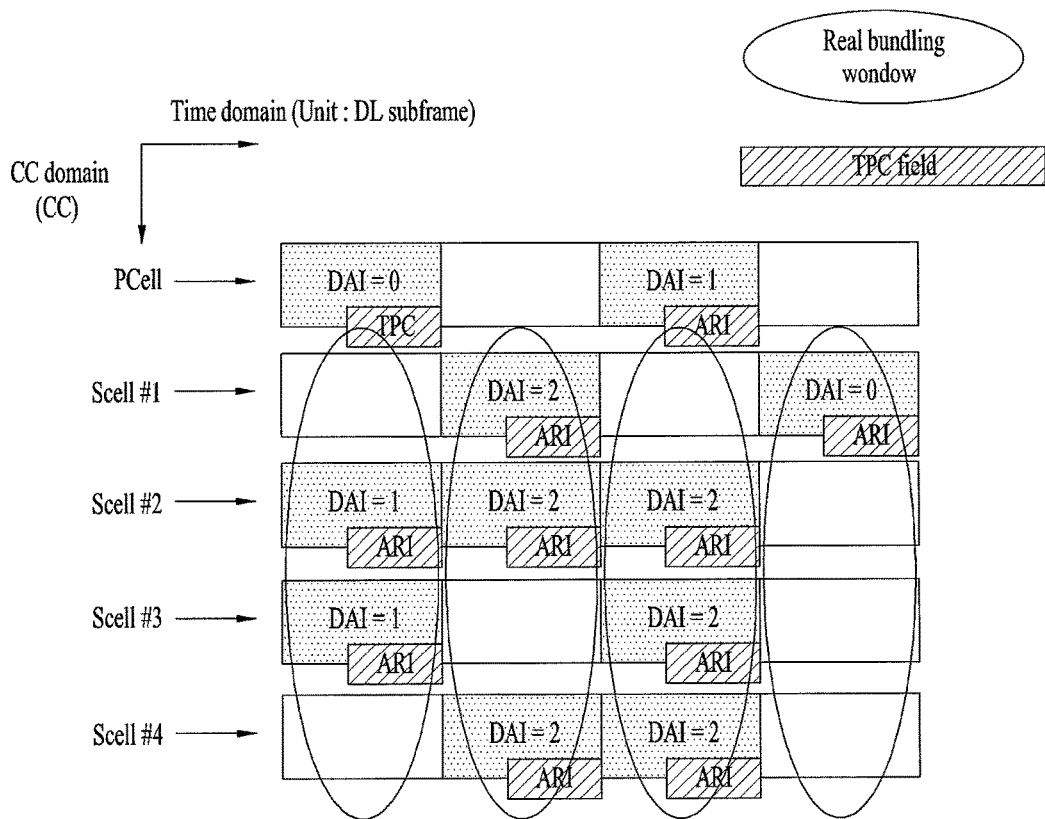 Real bundling
wondow
Time domain (Unit : DL subframe)
TPC field
CC domain
(CC)
PCell
DAI = 0
DAI = 1
TPC
ARI
Scell #1
DAI = 2
DAI = 0
ARI
ARI
Scell #2
DAI = 1
DAI = 2
DAI = 2
ARI
ARI
ARI
Scell #3
DAI = 1
DAI = 2
ARI
ARI
Scell #4
DAI = 2
DAI = 2
ARI
ARI